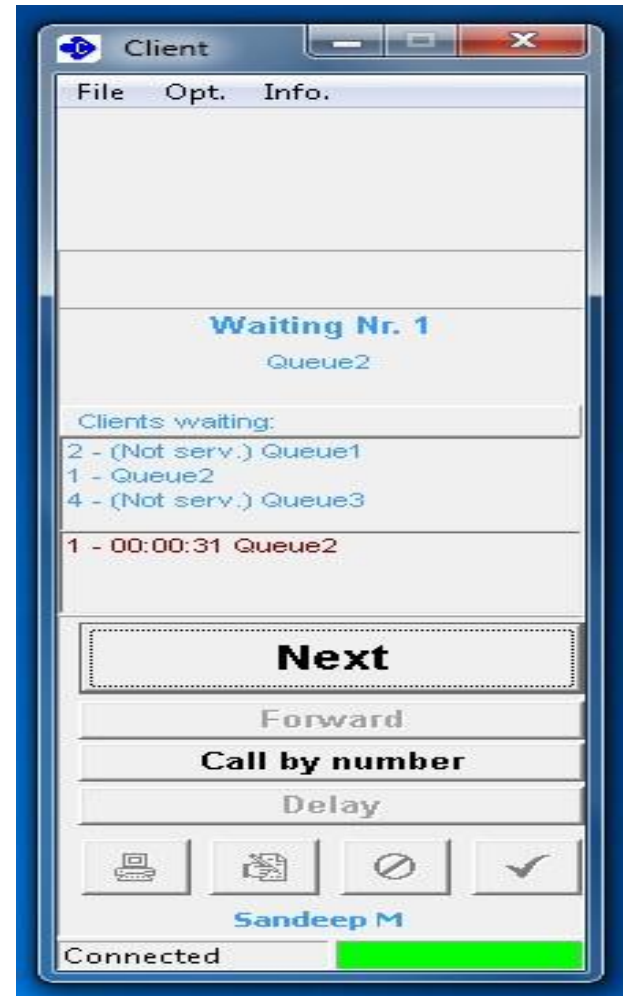 Client
File Opt. Info.
Waiting Nr. 1
Queue2
Clients waiting:
2 - (Not serv.) Queue1
1 - Queue2
4 - (Not serv.) Queue3
1 - 00:00:31 Queue2
Next
Forward
Call by number
Delay
Sandeep M
Connected